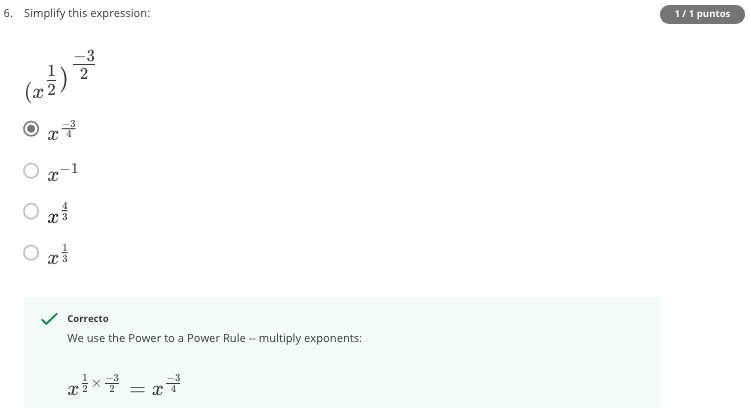 6. Simplify this expression:
1 / 1 puntos
(x^{\frac{1}{2}})^{\frac{-3}{2}}
x^{\frac{-3}{4}}
x^{-1}
x^{\frac{4}{3}}
x^{\frac{1}{3}}
Correcto
We use the Power to a Power Rule -- multiply exponents:
x^{\frac{1}{2} \times \frac{-3}{2}} = x^{\frac{-3}{4}}